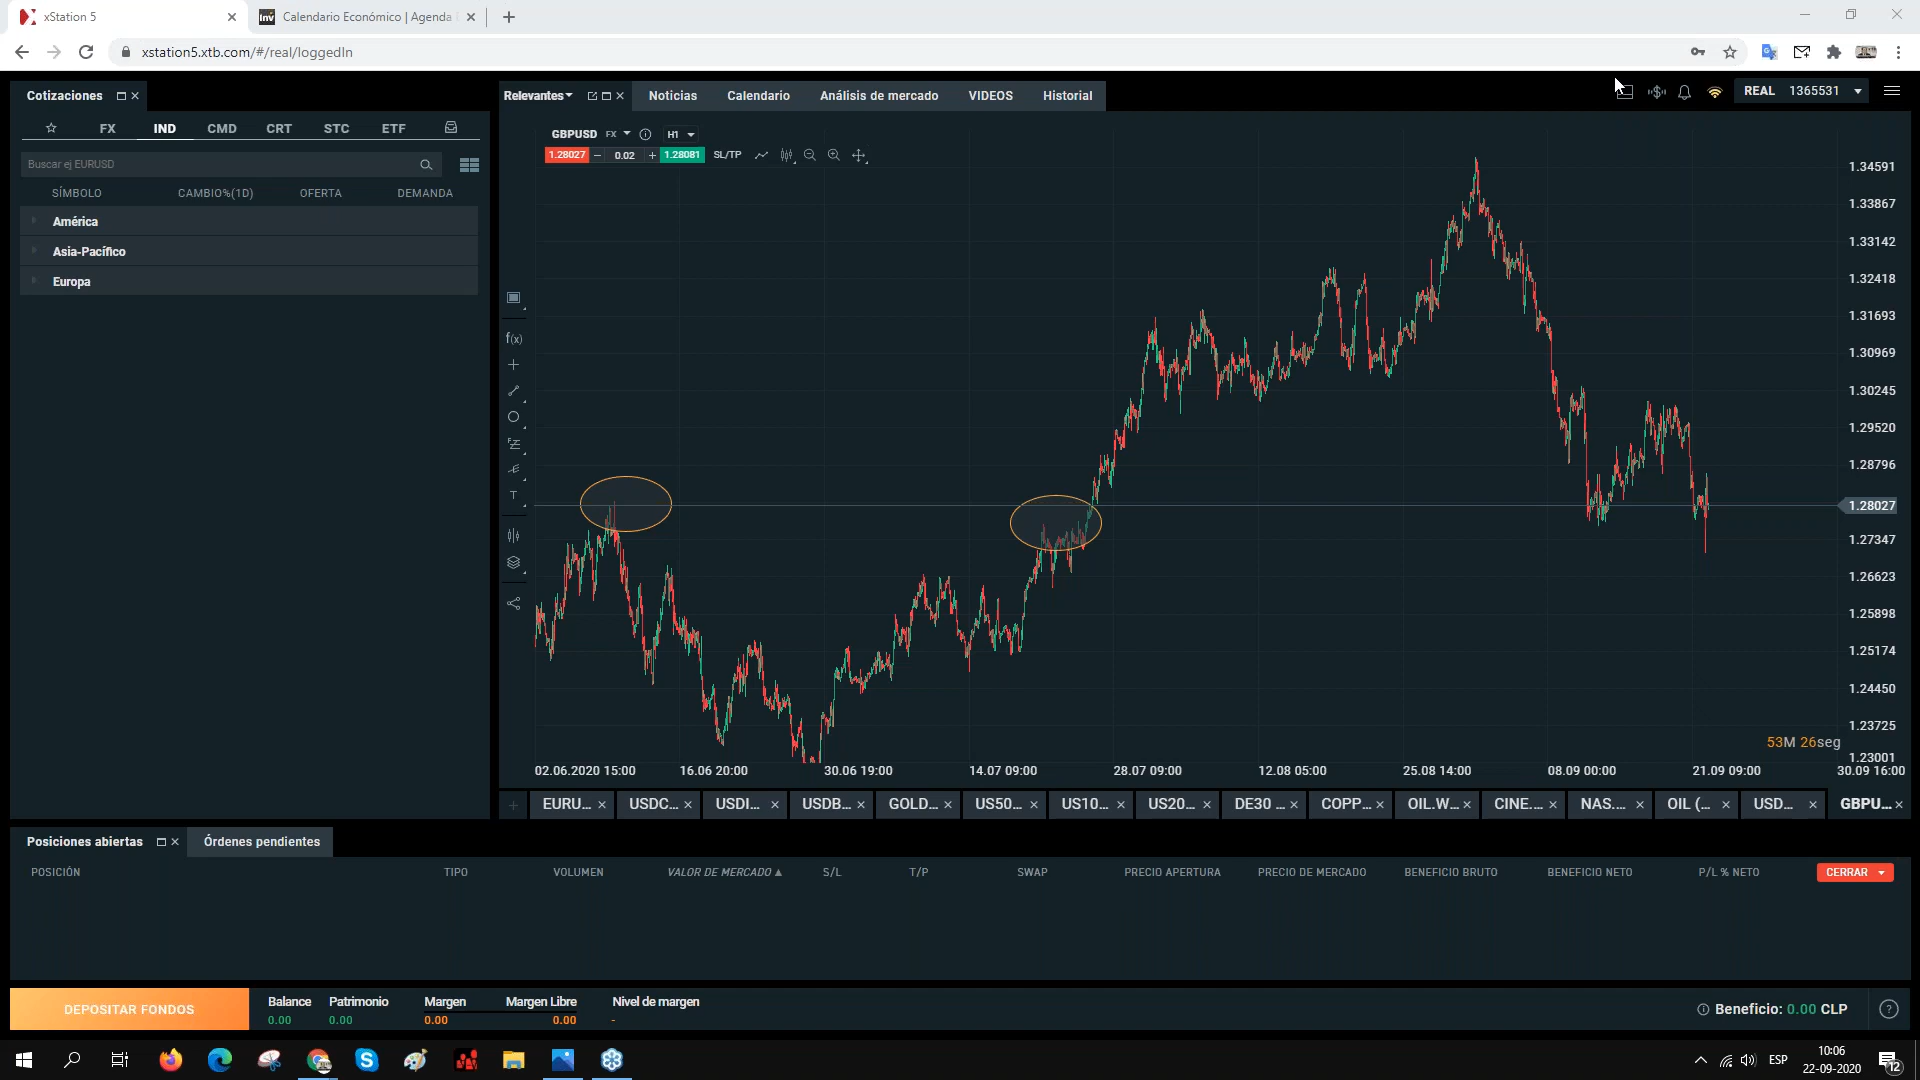 xStation 5
Inv Calendario Económico | Agenda
xstation5.xtb.com/#/real/loggedIn
Cotizaciones
Relevantes
Noticias
Calendario
Análisis de mercado
VIDEOS
Historial
REAL 1365531
FX IND CMD CRT STC ETF
Buscar ej EURUSD
SÍMBOLO CAMBIO%(1D) OFERTA DEMANDA
América
Asia-Pacífico
Europa
GBPUSD FX H1
1.28027 − 0.02 + 1.28081 SL/TP
f(x)
T
1.34591
1.33867
1.33142
1.32418
1.31693
1.30969
1.30245
1.29520
1.28796
1.28027
1.27347
1.26623
1.25898
1.25174
1.24450
1.23725
53M 26seg
1.23001
02.06.2020 15:00 16.06 20:00 30.06 19:00 14.07 09:00 28.07 09:00 12.08 05:00 25.08 14:00 08.09 00:00 21.09 09:00 30.09 16:00
EURU... USDC... USDI... USDB... GOLD... US50... US10... US20... DE30 ... COPP... OIL.W... CINE.... NAS.... OIL (... USD... GBPU...
Posiciones abiertas
Órdenes pendientes
POSICIÓN TIPO VOLUMEN VALOR DE MERCADO S/L T/P SWAP PRECIO APERTURA PRECIO DE MERCADO BENEFICIO BRUTO BENEFICIO NETO P/L % NETO CERRAR
DEPOSITAR FONDOS
Balance Patrimonio Margen Margen Libre Nivel de margen
0.00 0.00 0.00 0.00 -
Beneficio: 0.00 CLP
ESP
10:06
22-09-2020
12